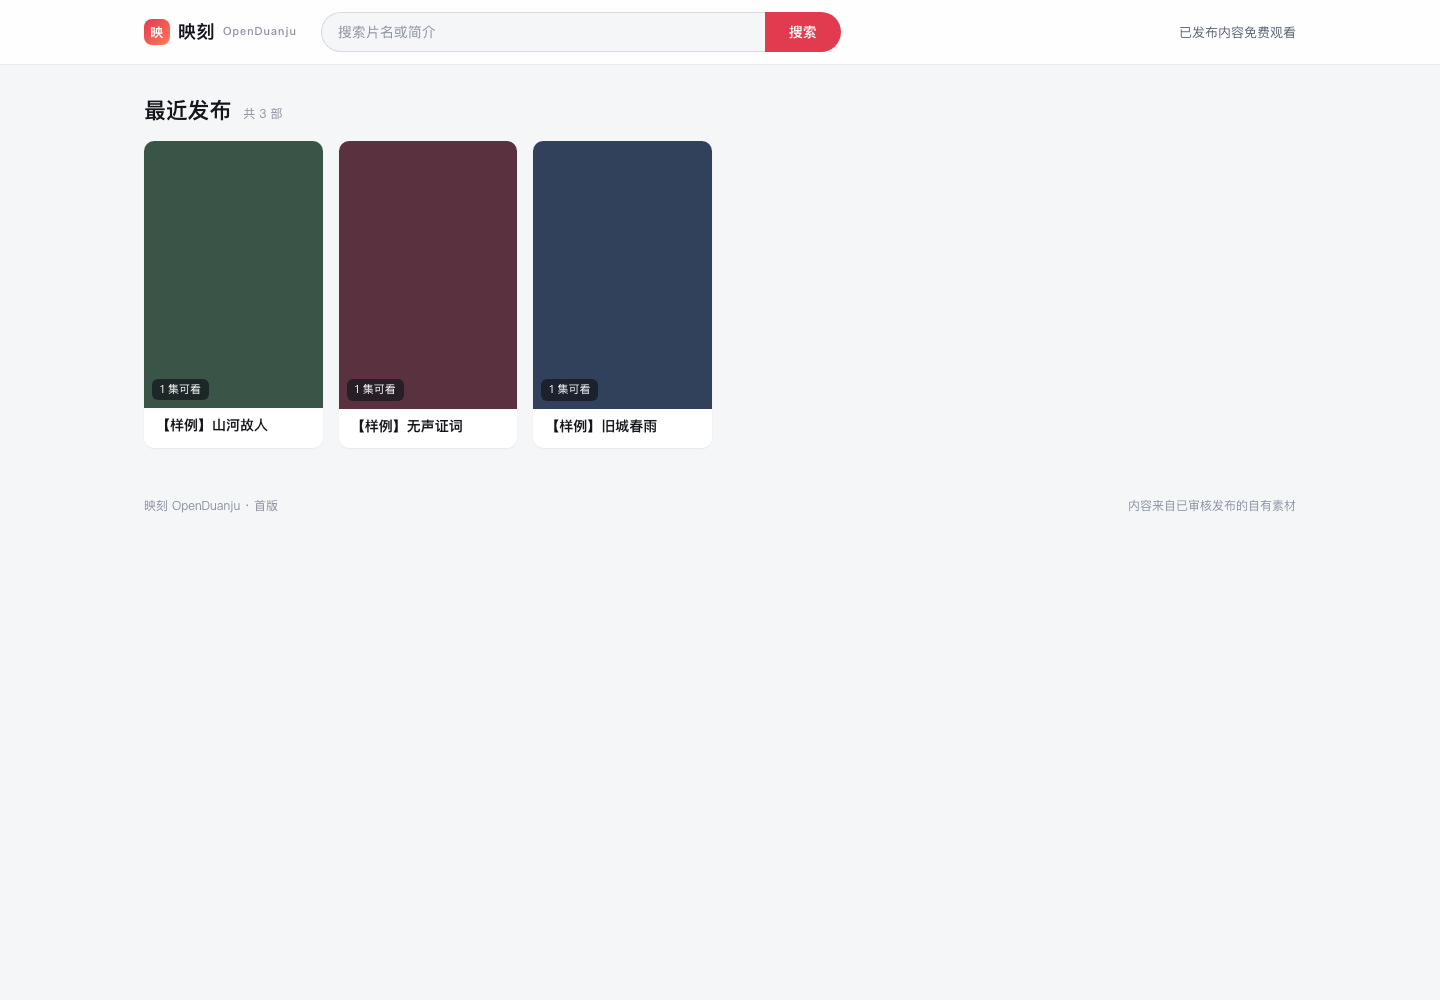 映 映刻 OpenDuanju 搜索片名或简介 搜索 已发布内容免费观看
最近发布 共 3 部
1 集可看 1 集可看 1 集可看
【样例】山河故人 【样例】无声证词 【样例】旧城春雨
映刻 OpenDuanju · 首版 内容来自已审核发布的自有素材